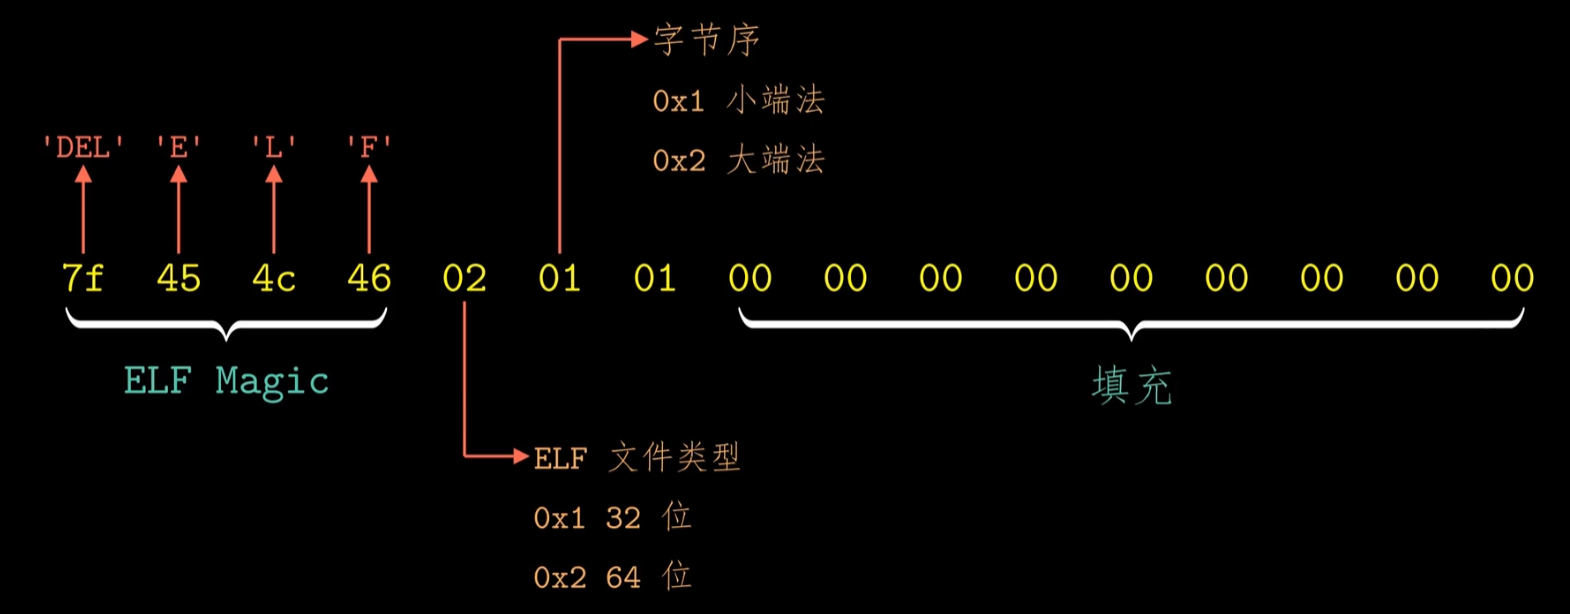 字节序
0x1 小端法
0x2 大端法
'DEL' 'E' 'L' 'F'
7f 45 4c 46 02 01 01 00 00 00 00 00 00 00 00 00
ELF Magic
填充
ELF 文件类型
0x1 32 位
0x2 64 位